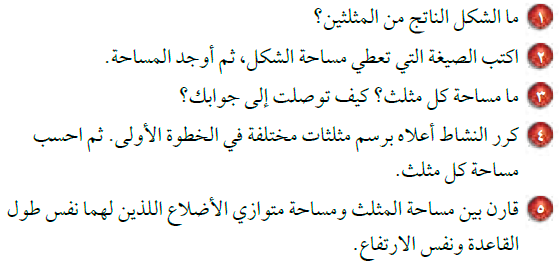 ١ ما الشكل الناتج من المثلثين؟
٢ اكتب الصيغة التي تعطي مساحة الشكل، ثم أوجد المساحة.
٣ ما مساحة كل مثلث؟ كيف توصلت إلى جوابك؟
٤ كرر النشاط أعلاه برسم مثلثات مختلفة في الخطوة الأولى. ثم احسب
مساحة كل مثلث.
٥ قارن بين مساحة المثلث ومساحة متوازي الأضلاع اللذين لهما نفس طول
القاعدة ونفس الارتفاع.